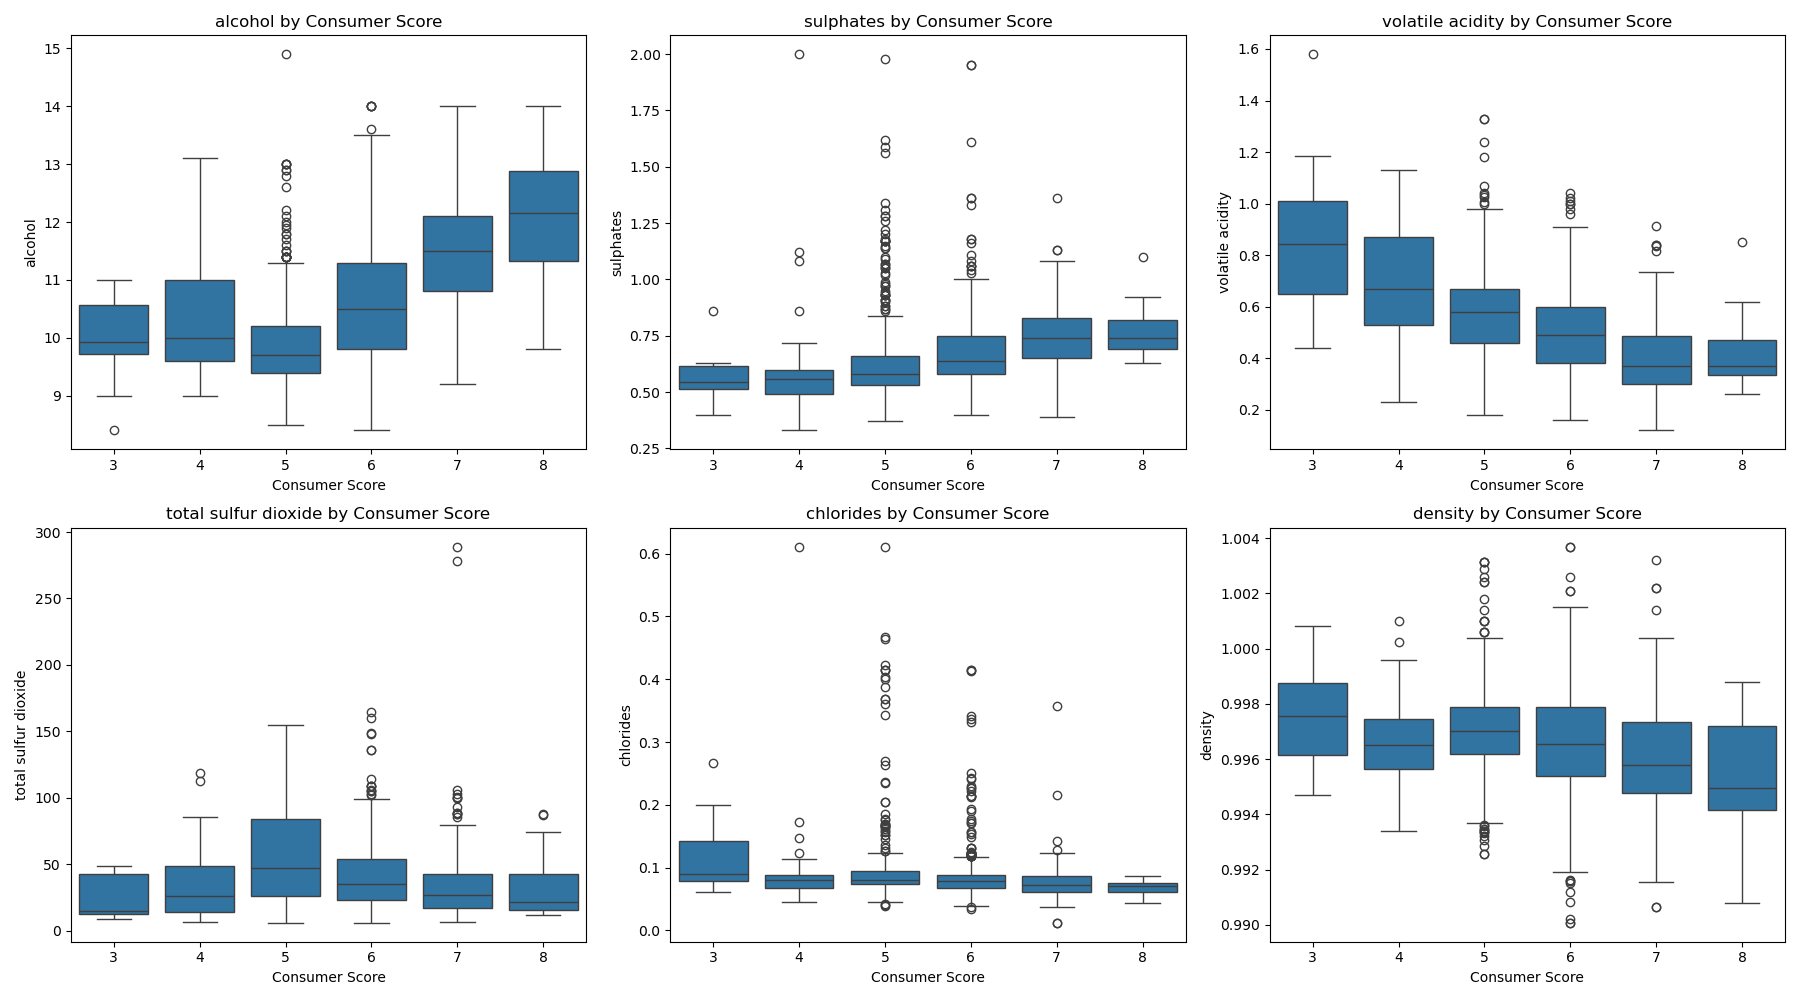 alcohol by Consumer Score
15
14
13
12
11
10
9
alcohol
3 4 5 6 7 8
Consumer Score
sulphates by Consumer Score
2.00
1.75
1.50
1.25
1.00
0.75
0.50
0.25
sulphates
3 4 5 6 7 8
Consumer Score
volatile acidity by Consumer Score
1.6
1.4
1.2
1.0
0.8
0.6
0.4
0.2
volatile acidity
3 4 5 6 7 8
Consumer Score
total sulfur dioxide by Consumer Score
300
250
200
150
100
50
0
total sulfur dioxide
3 4 5 6 7 8
Consumer Score
chlorides by Consumer Score
0.6
0.5
0.4
0.3
0.2
0.1
0.0
chlorides
3 4 5 6 7 8
Consumer Score
density by Consumer Score
1.004
1.002
1.000
0.998
0.996
0.994
0.992
0.990
density
3 4 5 6 7 8
Consumer Score